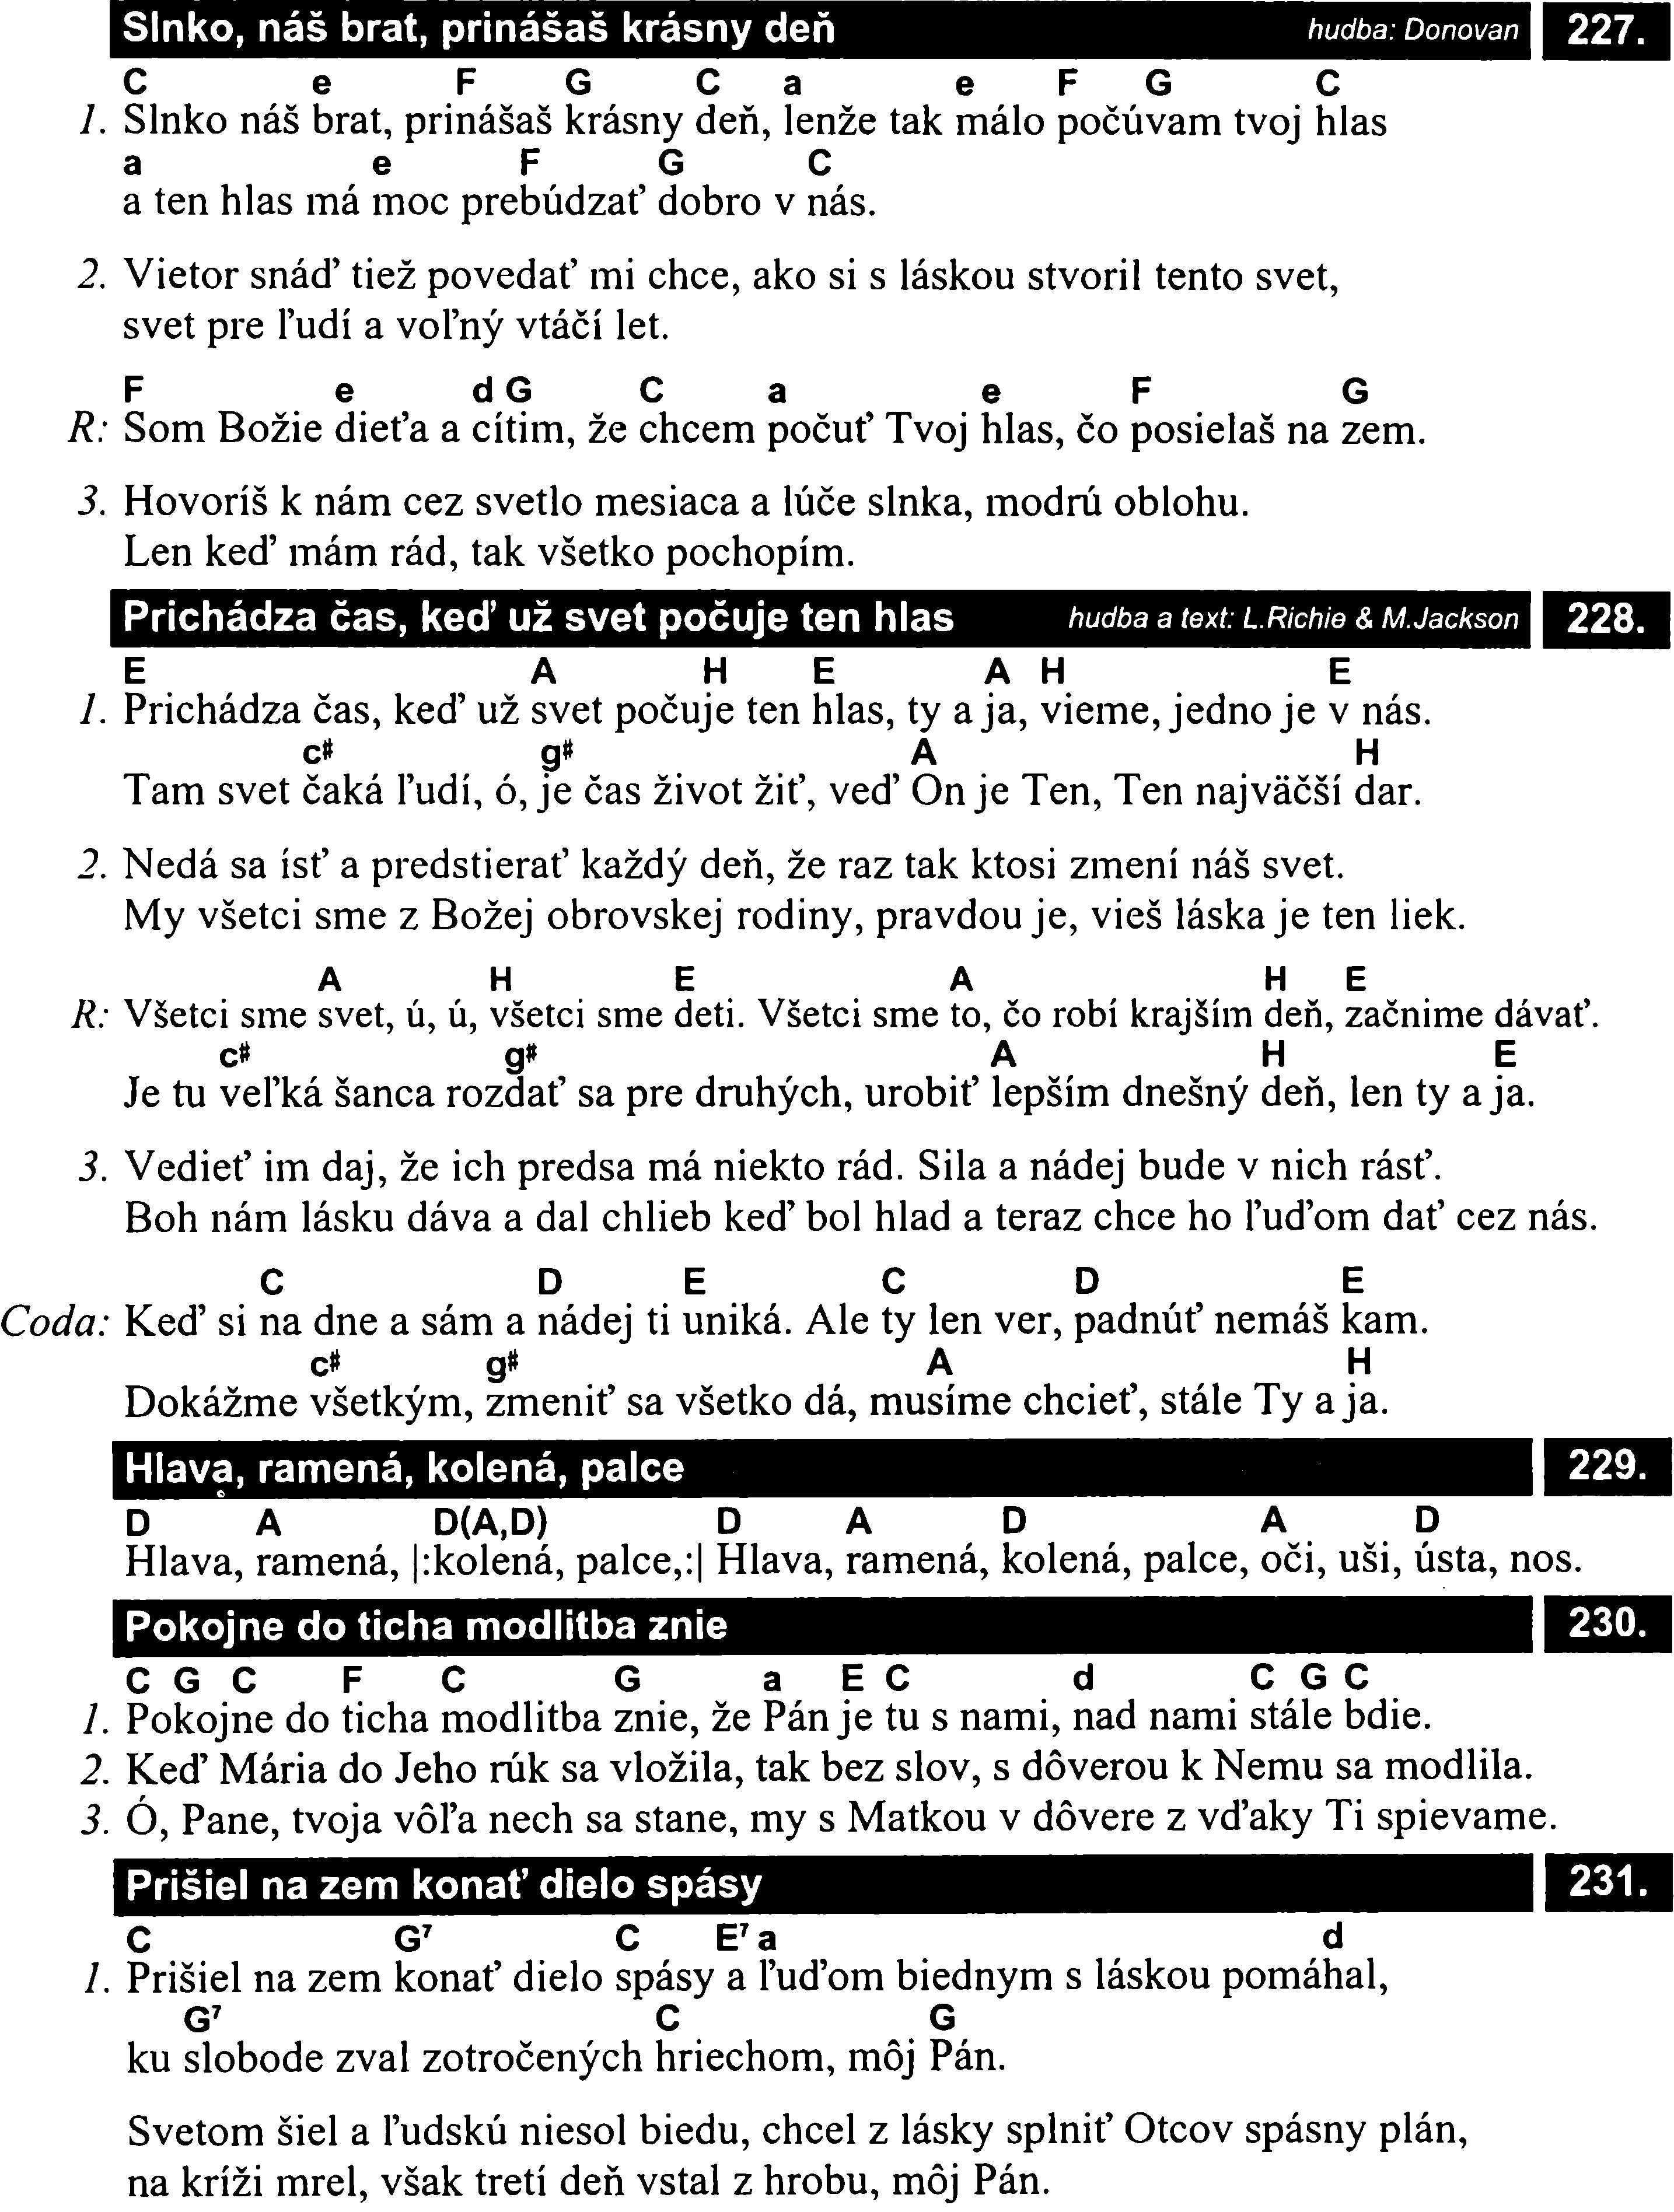 Slnko, náš brat, prinášaš krásny deň hudba: Donovan 227.
C e F G C a e F G C
1. Slnko náš brat, prinášaš krásny deň, lenže tak málo počúvam tvoj hlas
a e F G C
a ten hlas má moc prebúdzať dobro v nás.
2. Vietor snáď tiež povedať mi chce, ako si s láskou stvoril tento svet,
svet pre ľudí a voľný vtáčí let.
F e d G C a e F G
R: Som Božie dieťa a cítim, že chcem počuť Tvoj hlas, čo posielaš na zem.
3. Hovoríš k nám cez svetlo mesiaca a lúče slnka, modrú oblohu.
Len keď mám rád, tak všetko pochopím.
Prichádza čas, keď už svet počuje ten hlas hudba a text: L.Richie & M.Jackson 228.
E A H E A H E
1. Prichádza čas, keď už svet počuje ten hlas, ty a ja, vieme, jedno je v nás.
c# g# A H
Tam svet čaká ľudí, ó, je čas život žiť, veď On je Ten, Ten najväčší dar.
2. Nedá sa ísť a predstierať každý deň, že raz tak ktosi zmení náš svet.
My všetci sme z Božej obrovskej rodiny, pravdou je, vieš láska je ten liek.
A H E A H E
R: Všetci sme svet, ú, ú, všetci sme deti. Všetci sme to, čo robí krajším deň, začnime dávať.
c# g# A H E
Je tu veľká šanca rozdať sa pre druhých, urobiť lepším dnešný deň, len ty a ja.
3. Vedieť im daj, že ich predsa má niekto rád. Sila a nádej bude v nich rásť.
Boh nám lásku dáva a dal chlieb keď bol hlad a teraz chce ho ľuďom dať cez nás.
C D E C D E
Coda: Keď si na dne a sám a nádej ti uniká. Ale ty len ver, padnúť nemáš kam.
c# g# A H
Dokážme všetkým, zmeniť sa všetko dá, musíme chcieť, stále Ty a ja.
Hlava, ramená, kolená, palce 229.
D A D(A,D) D A D A D
Hlava, ramená, |:kolená, palce,:| Hlava, ramená, kolená, palce, oči, uši, ústa, nos.
Pokojne do ticha modlitba znie 230.
C G C F C G a E C d C G C
1. Pokojne do ticha modlitba znie, že Pán je tu s nami, nad nami stále bdie.
2. Keď Mária do Jeho rúk sa vložila, tak bez slov, s dôverou k Nemu sa modlila.
3. Ó, Pane, tvoja vôľa nech sa stane, my s Matkou v dôvere z vďaky Ti spievame.
Prišiel na zem konať dielo spásy 231.
C G7 C E7 a d
1. Prišiel na zem konať dielo spásy a ľuďom biednym s láskou pomáhal,
G7 C G
ku slobode zval zotročených hriechom, môj Pán.
Svetom šiel a ľudskú niesol biedu, chcel z lásky splniť Otcov spásny plán,
na kríži mrel, však tretí deň vstal z hrobu, môj Pán.